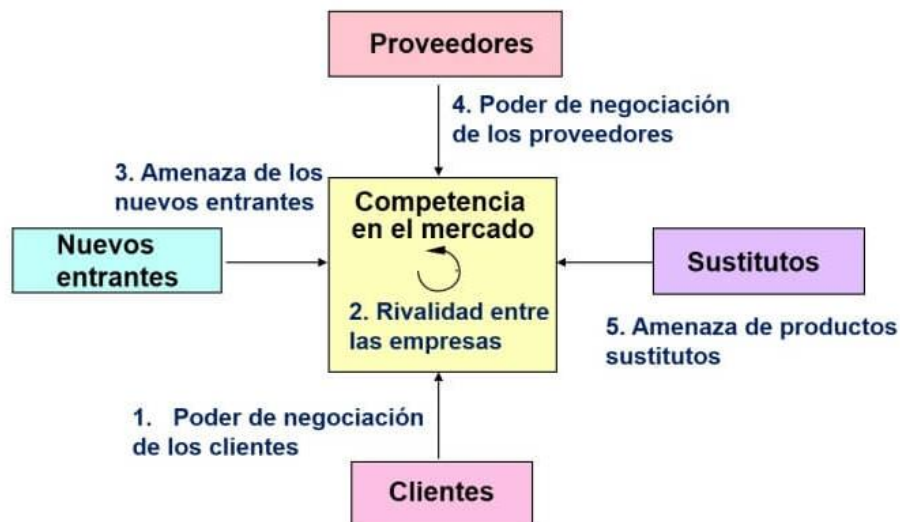 Proveedores
4. Poder de negociación
de los proveedores
3. Amenaza de los
nuevos entrantes
Competencia
en el mercado
Nuevos
entrantes
Sustitutos
2. Rivalidad entre
las empresas
5. Amenaza de productos
sustitutos
1. Poder de negociación
de los clientes
Clientes